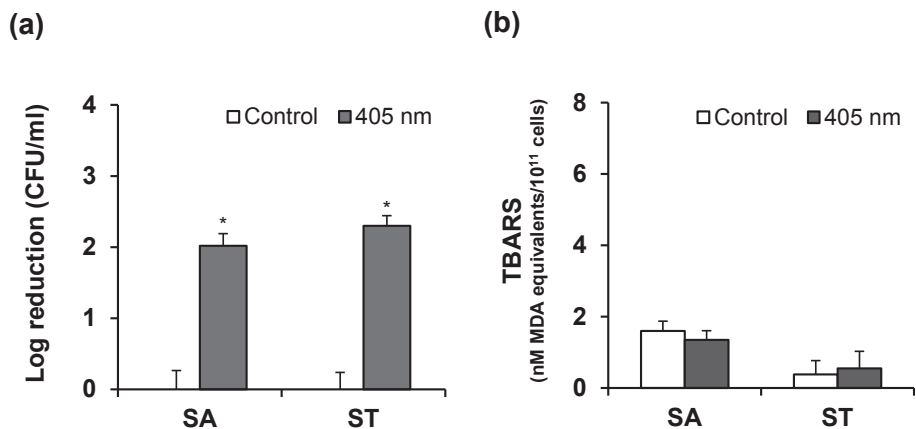 (a)
Log reduction (CFU/ml)
4
3
2
1
0
Control 405 nm
*
*
SA ST
(b)
TBARS
(nM MDA equivalents/10¹¹ cells)
8
6
4
2
0
Control 405 nm
SA ST